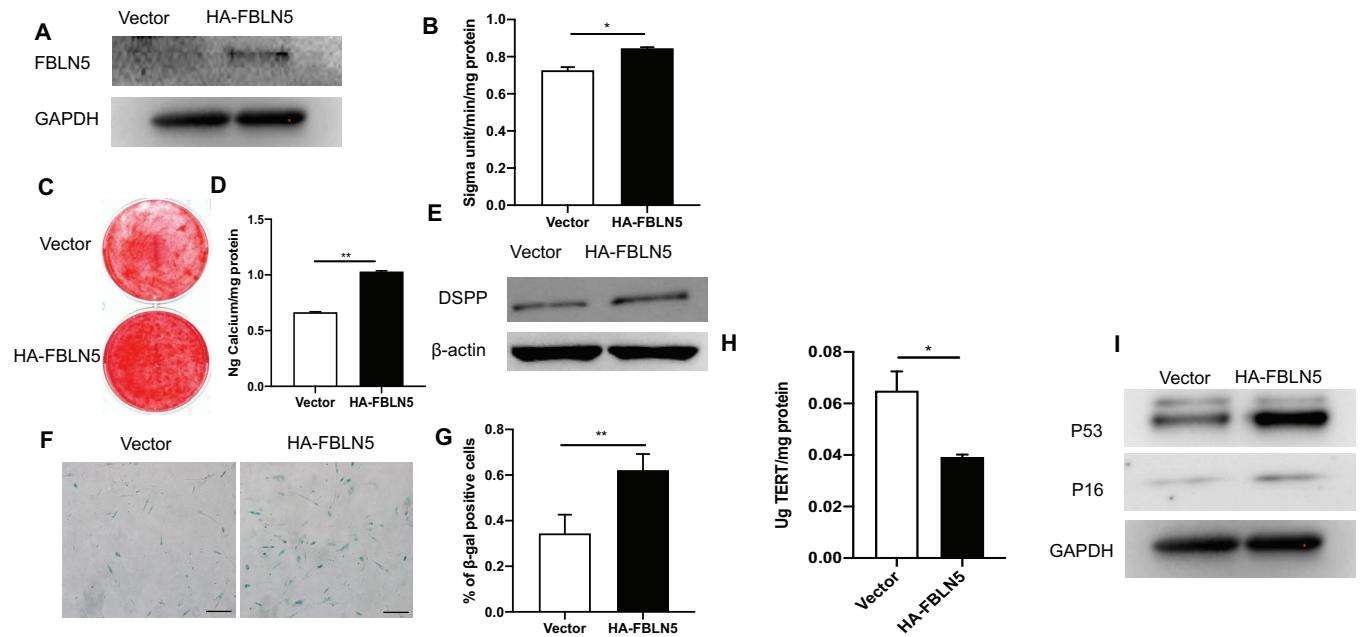 A
Vector
HA-FBLN5
FBLN5
GAPDH
B
*
Sigma unit/min/mg protein
1.0
0.8
0.6
0.4
0.2
0.0
Vector
HA-FBLN5
C
Vector
HA-FBLN5
D
**
Ng Calcium/mg protein
1.5
1.0
0.5
0.0
Vector
HA-FBLN5
E
Vector
HA-FBLN5
DSPP
β-actin
F
Vector
HA-FBLN5
G
**
% of β-gal positive cells
0.8
0.6
0.4
0.2
0.0
Vector
HA-FBLN5
H
*
Ug TERT/mg protein
0.08
0.06
0.04
0.02
0.00
Vector
HA-FBLN5
I
Vector
HA-FBLN5
P53
P16
GAPDH